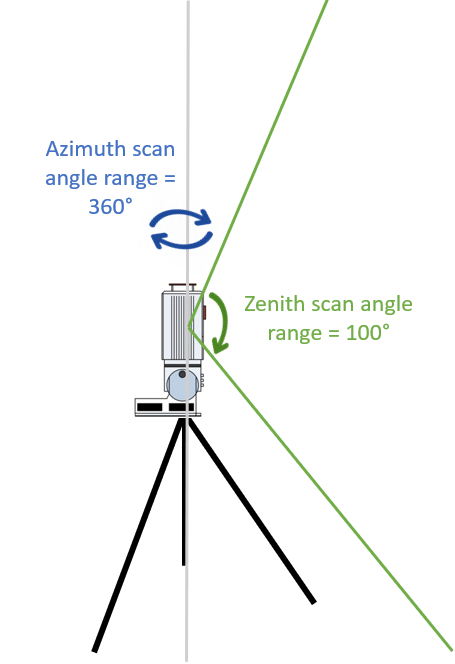 Azimuth scan
angle range =
360°
Zenith scan angle
range = 100°